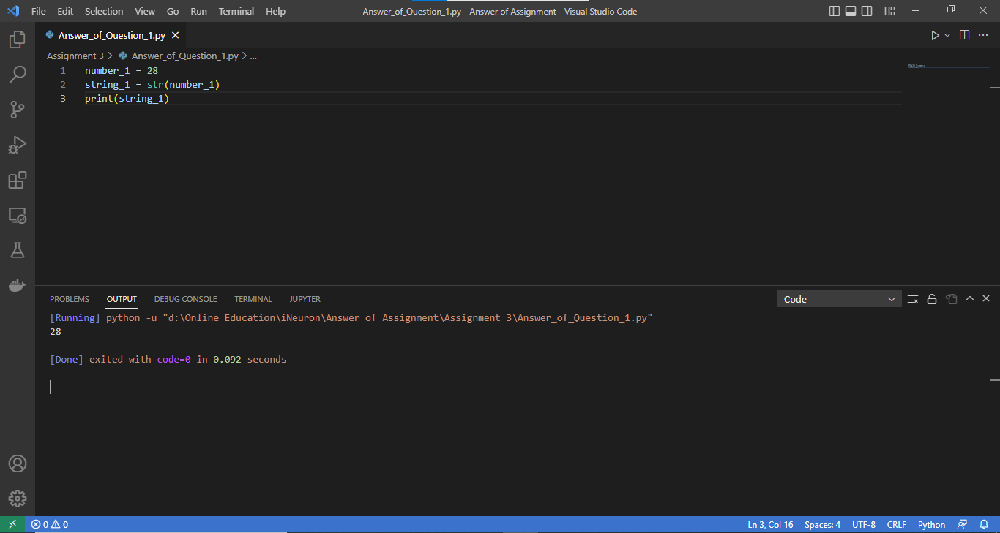 File Edit Selection View Go Run Terminal Help
Answer_of_Question_1.py - Answer of Assignment - Visual Studio Code
Answer_of_Question_1.py
Assignment 3 > Answer_of_Question_1.py > ...
1 number_1 = 28
2 string_1 = str(number_1)
3 print(string_1)
PROBLEMS OUTPUT DEBUG CONSOLE TERMINAL JUPYTER
Code
[Running] python -u "d:\Online Education\iNeuron\Answer of Assignment\Assignment 3\Answer_of_Question_1.py"
28
[Done] exited with code=0 in 0.092 seconds
0 0
Ln 3, Col 16 Spaces: 4 UTF-8 CRLF Python